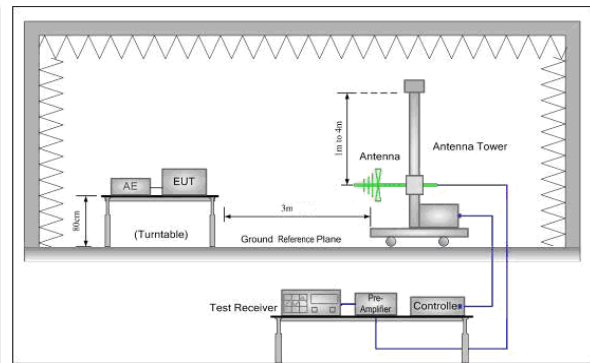 1m to 4m
Antenna
Antenna Tower
AE
EUT
80cm
(Turntable)
3m
Ground Reference Plane
Test Receiver
Pre-
Amplifier
Controller